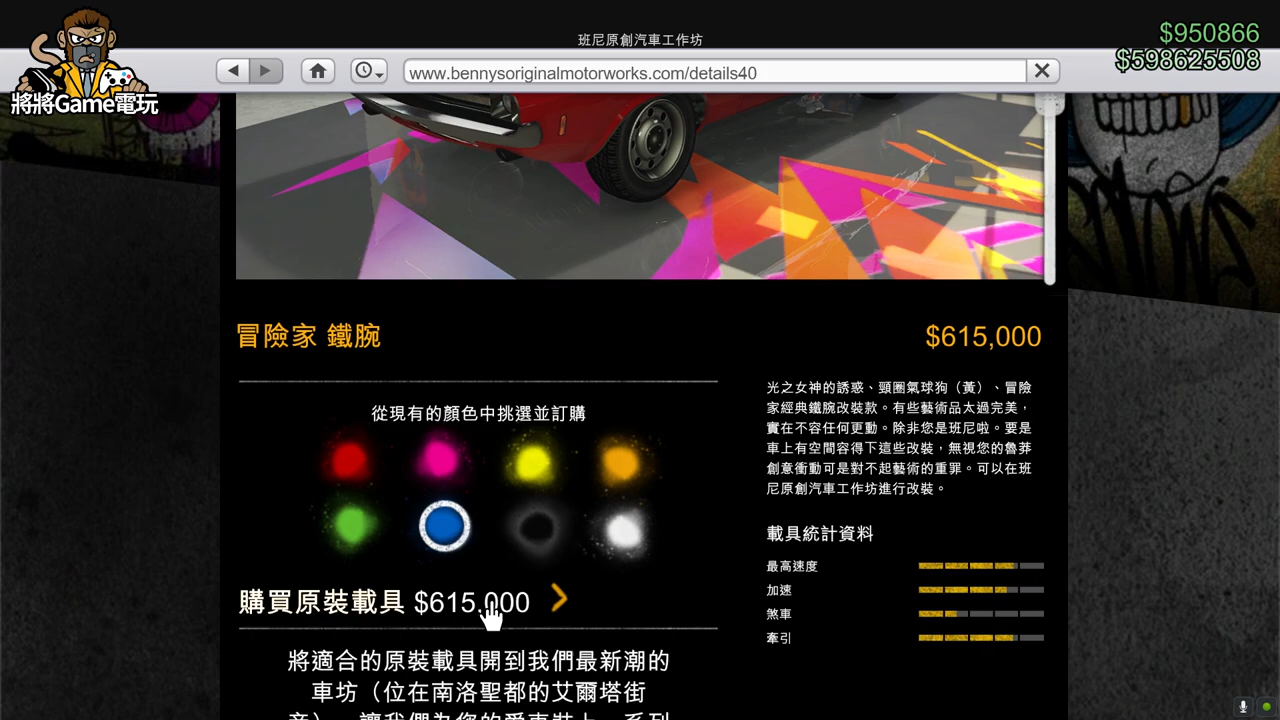 班尼原創汽車工作坊
$950866
$598625508
將將Game電玩
www.bennysoriginalmotorworks.com/details40
冒險家 鐵腕
$615,000
從現有的顏色中挑選並訂購
購買原裝載具 $615,000
將適合的原裝載具開到我們最新潮的
車坊（位在南洛聖都的艾爾塔街
光之女神的誘惑、頸圈氣球狗（黃）、冒險
家經典鐵腕改裝款。有些藝術品太過完美，
實在不容任何更動。除非您是班尼啦。要是
車上有空間容得下這些改裝，無視您的魯莽
創意衝動可是對不起藝術的重罪。可以在班
尼原創汽車工作坊進行改裝。
載具統計資料
最高速度
加速
煞車
牽引